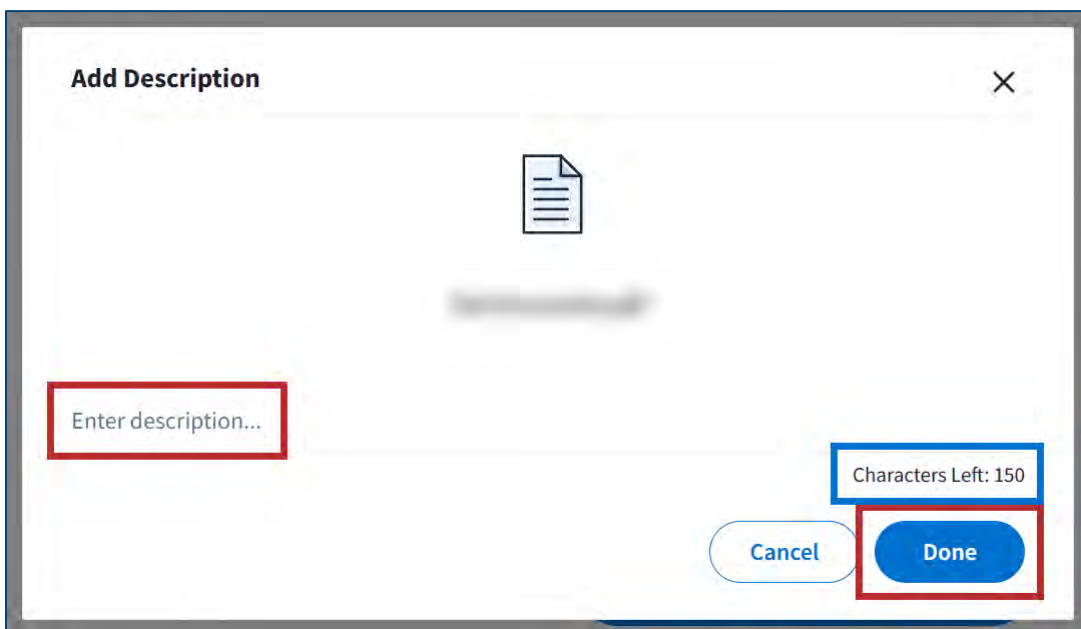 Add Description
Enter description...
Characters Left: 150
Cancel
Done